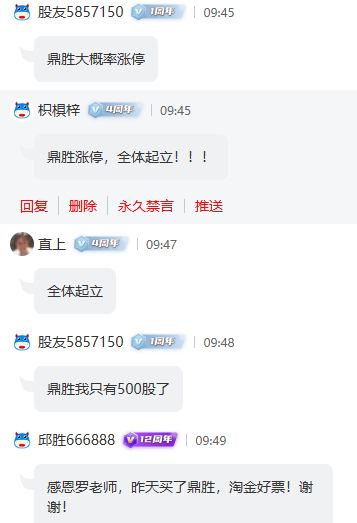 股友5857150 1周年 09:45
鼎胜大概率涨停
枳椇梓 4周年 09:45
鼎胜涨停，全体起立！！！
回复 删除 永久禁言 推送
直上 4周年 09:47
全体起立
股友5857150 1周年 09:48
鼎胜我只有500股了
邱胜666888 12周年 09:49
感恩罗老师，昨天买了鼎胜，淘金好票！谢
谢！